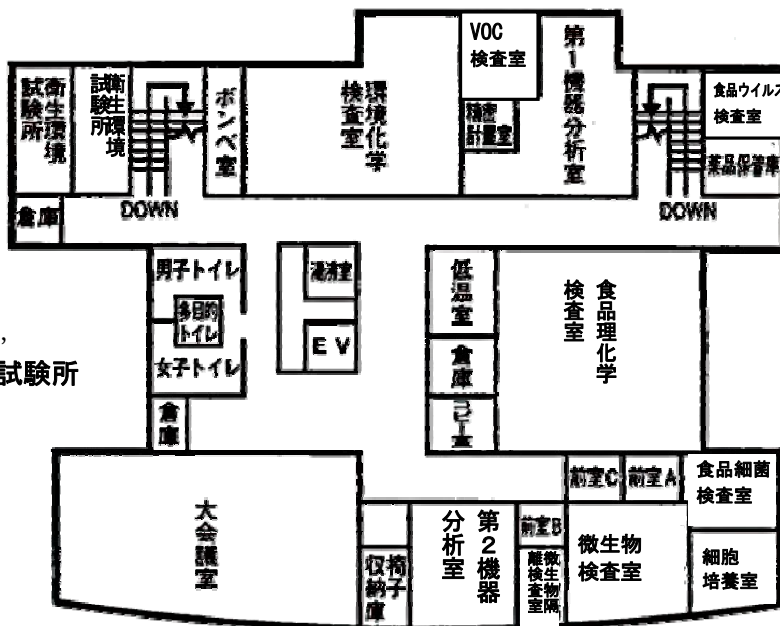 VOC
検査室
第1機器分析室
精密
計量室
環境化学
検査室
ボンベ室
衛生環境
試験所
衛生環境
試験所
食品ウイルス
検査室
薬品保管庫
倉庫
DOWN
DOWN
男子トイレ
多目的
トイレ
女子トイレ
湯沸室
EV
低温室
倉庫
コピー室
食品理化学
検査室
試験所
倉庫
大会議室
椅子
収納庫
第2機器
分析室
前室C
前室A
前室B
微生物隔
離検査室
微生物
検査室
食品細菌
検査室
細胞
培養室